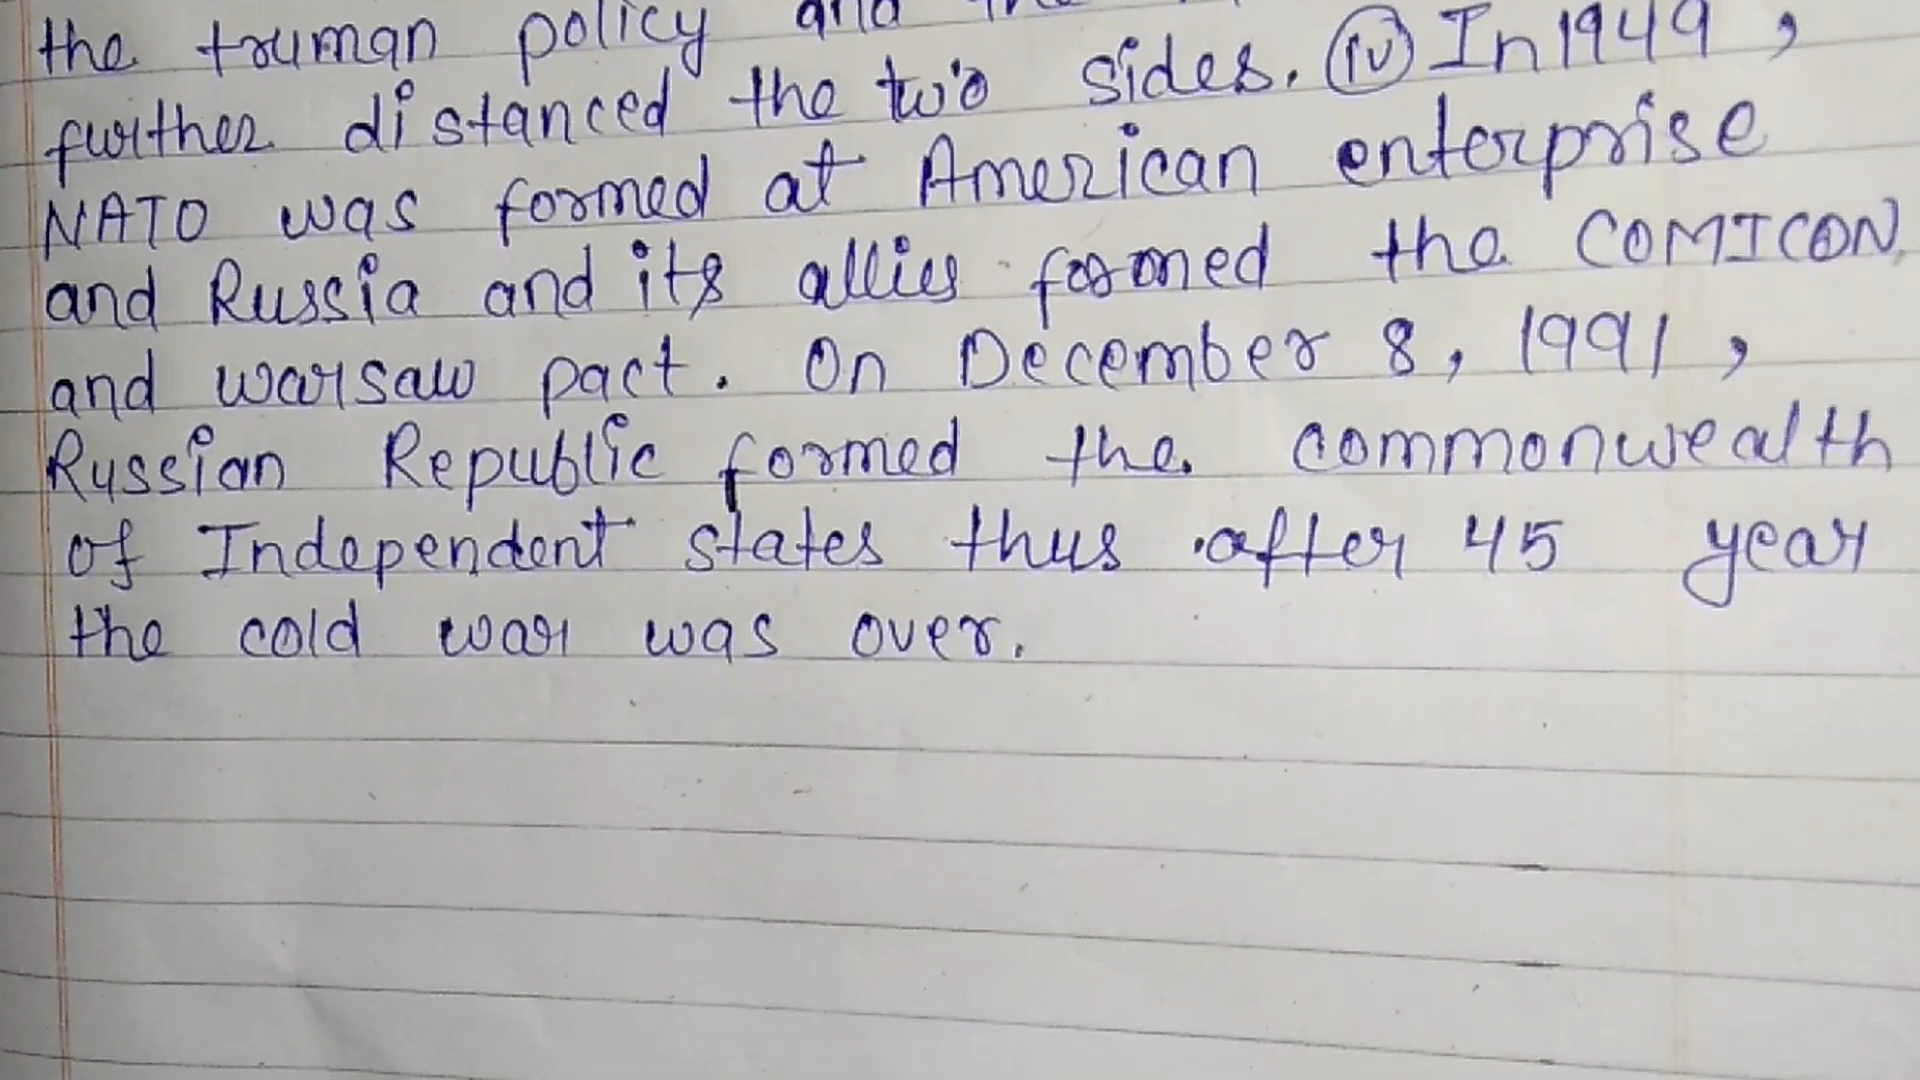 the truman policy and the
further distanced the two sides. (iv) In 1949,
NATO was formed at American enterprise
and Russia and its allies formed the COMICON,
and warsaw pact. On December 8, 1991,
Russian Republic formed the commonwealth
of Independent states thus after 45 year
the cold war was over.